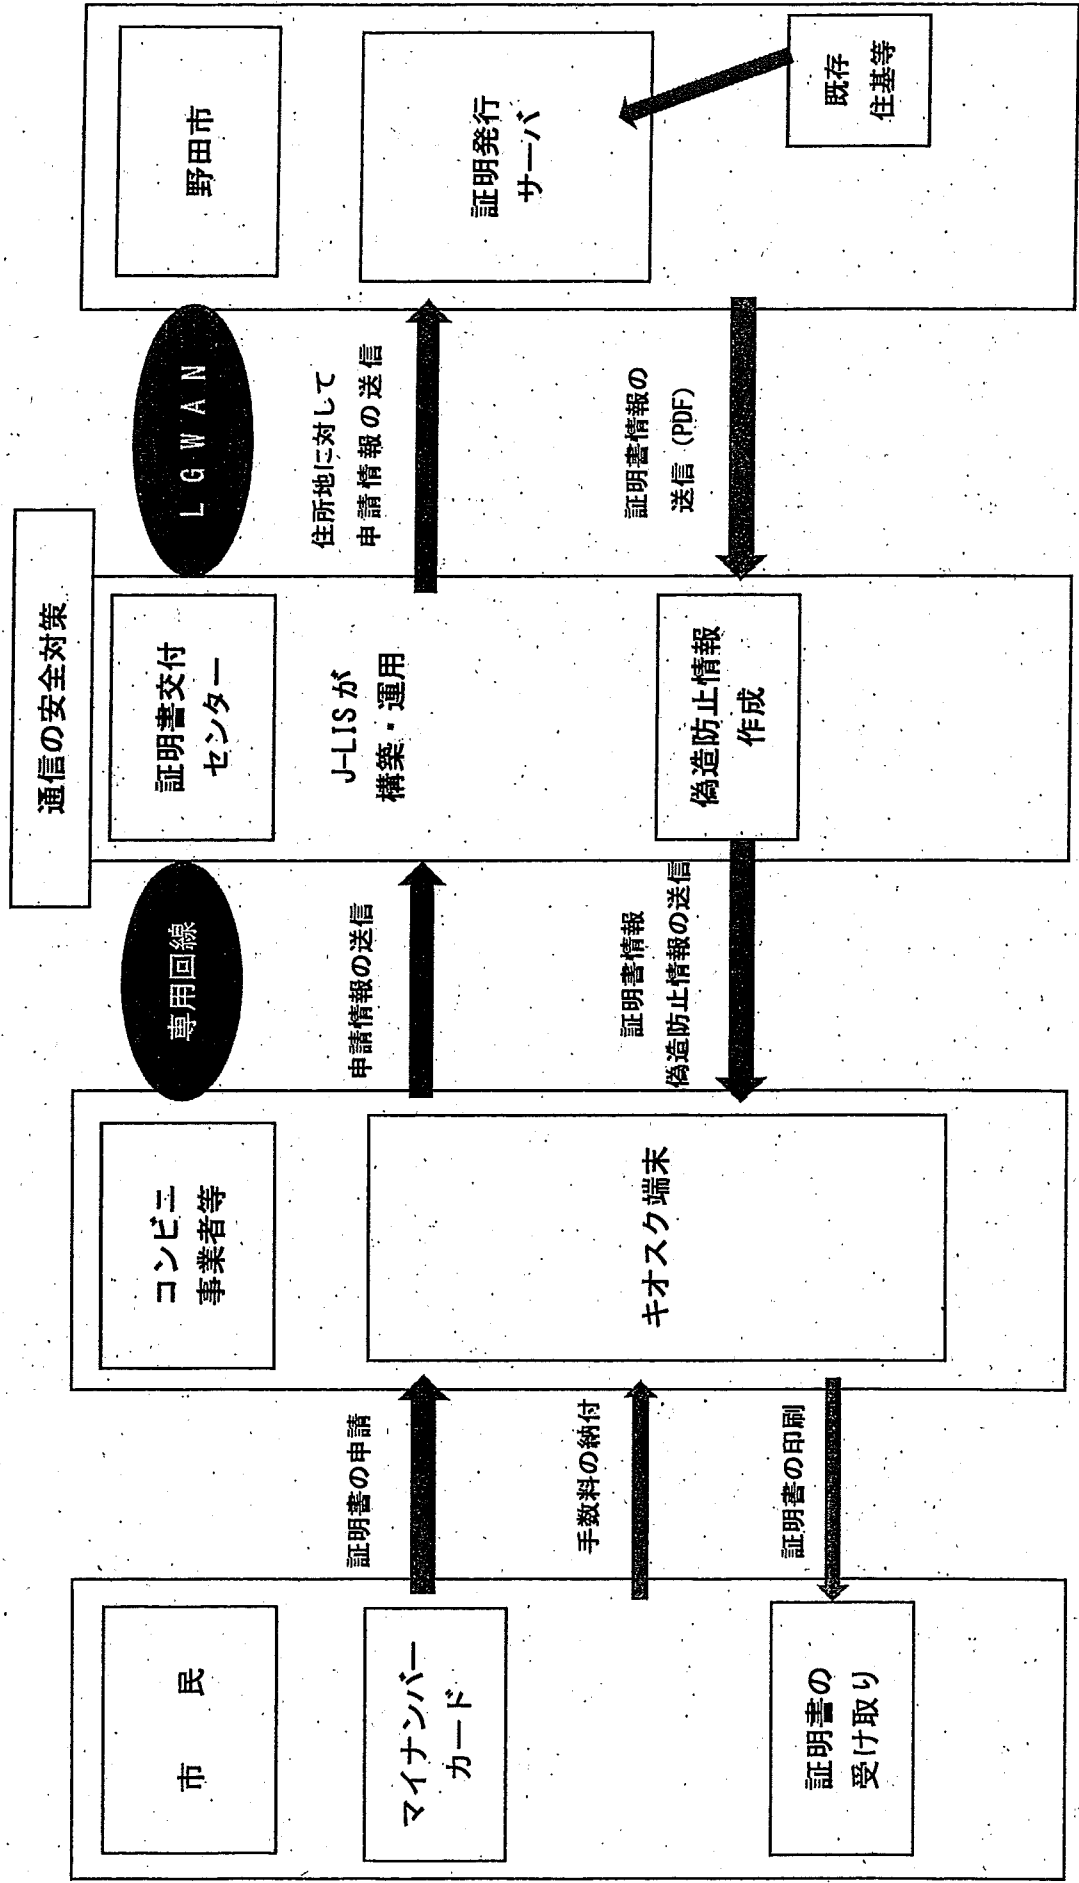 通信の安全対策
市　民
マイナンバー
カード
証明書の
受け取り
証明書の申請
手数料の納付
証明書の印刷
コンビニ
事業者等
キオスク端末
専用回線
申請情報の送信
証明書情報
偽造防止情報の送信
証明書交付
センター
J-LISが
構築・運用
偽造防止情報
作成
LGWAN
住所地に対して
申請情報の送信
証明書情報の
送信(PDF)
野田市
証明発行
サーバ
既存
住基等